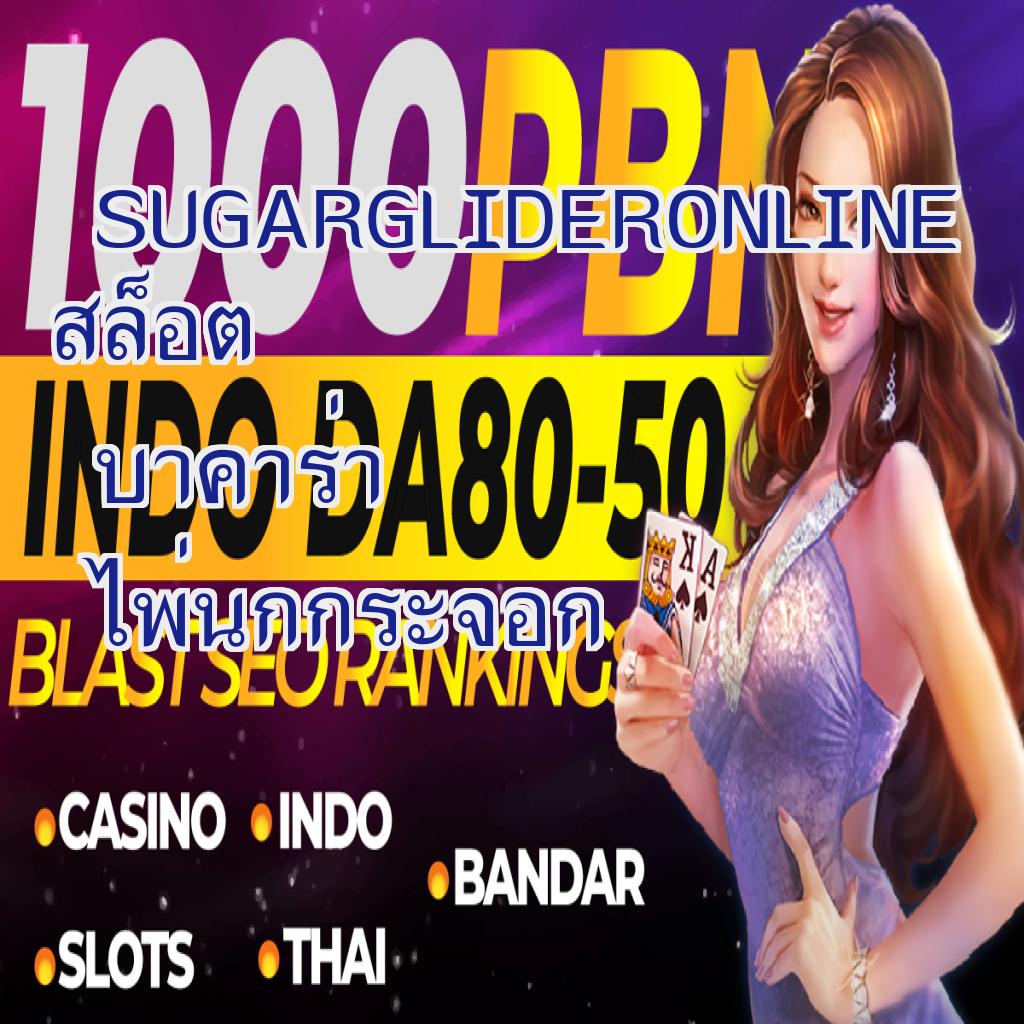 1000PBN
SUGARGLIDERONLINE
สล็อต
INDO DA80-50
บาคาร่า
ไพ่นกกระจอก
BLAST SEO RANKINGS
CASINO
INDO
BANDAR
SLOTS
THAI
K
A